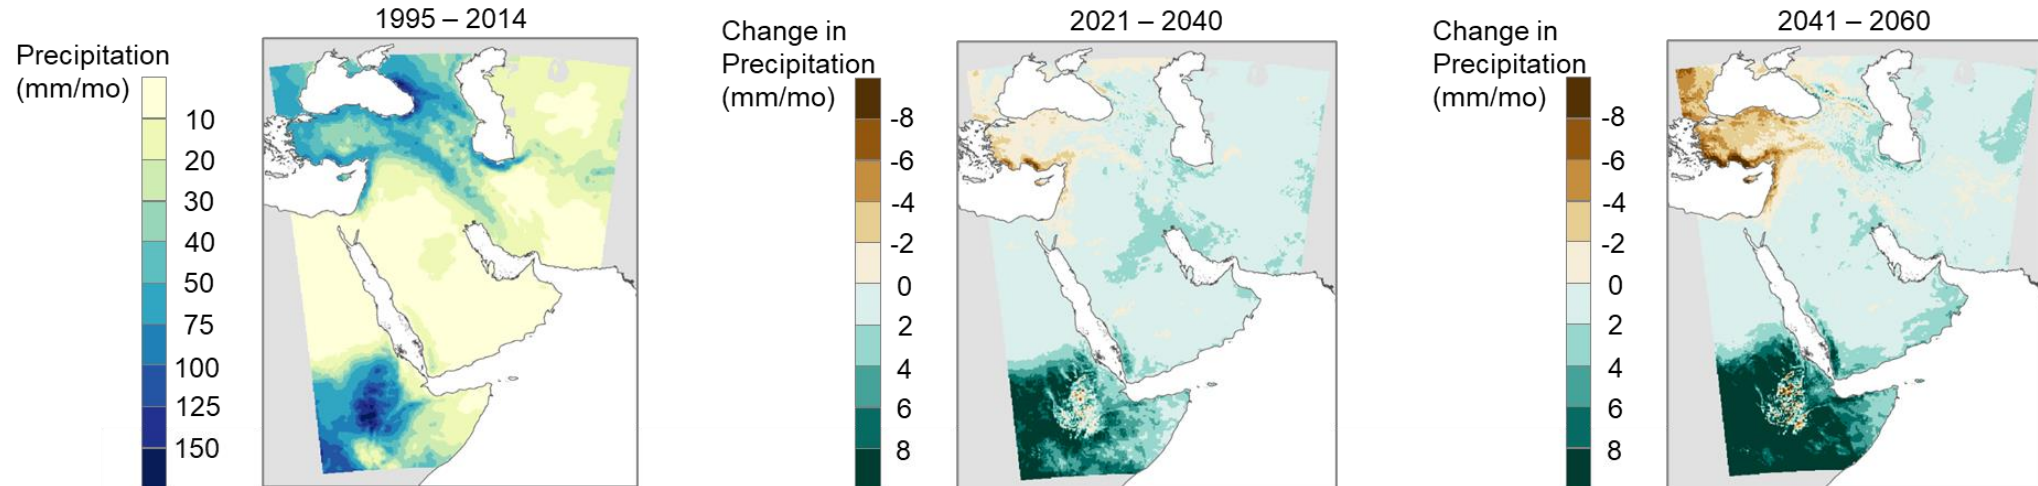 1995 – 2014
Precipitation
(mm/mo)
10
20
30
40
50
75
100
125
150
2021 – 2040
Change in
Precipitation
(mm/mo)
-8
-6
-4
-2
0
2
4
6
8
2041 – 2060
Change in
Precipitation
(mm/mo)
-8
-6
-4
-2
0
2
4
6
8